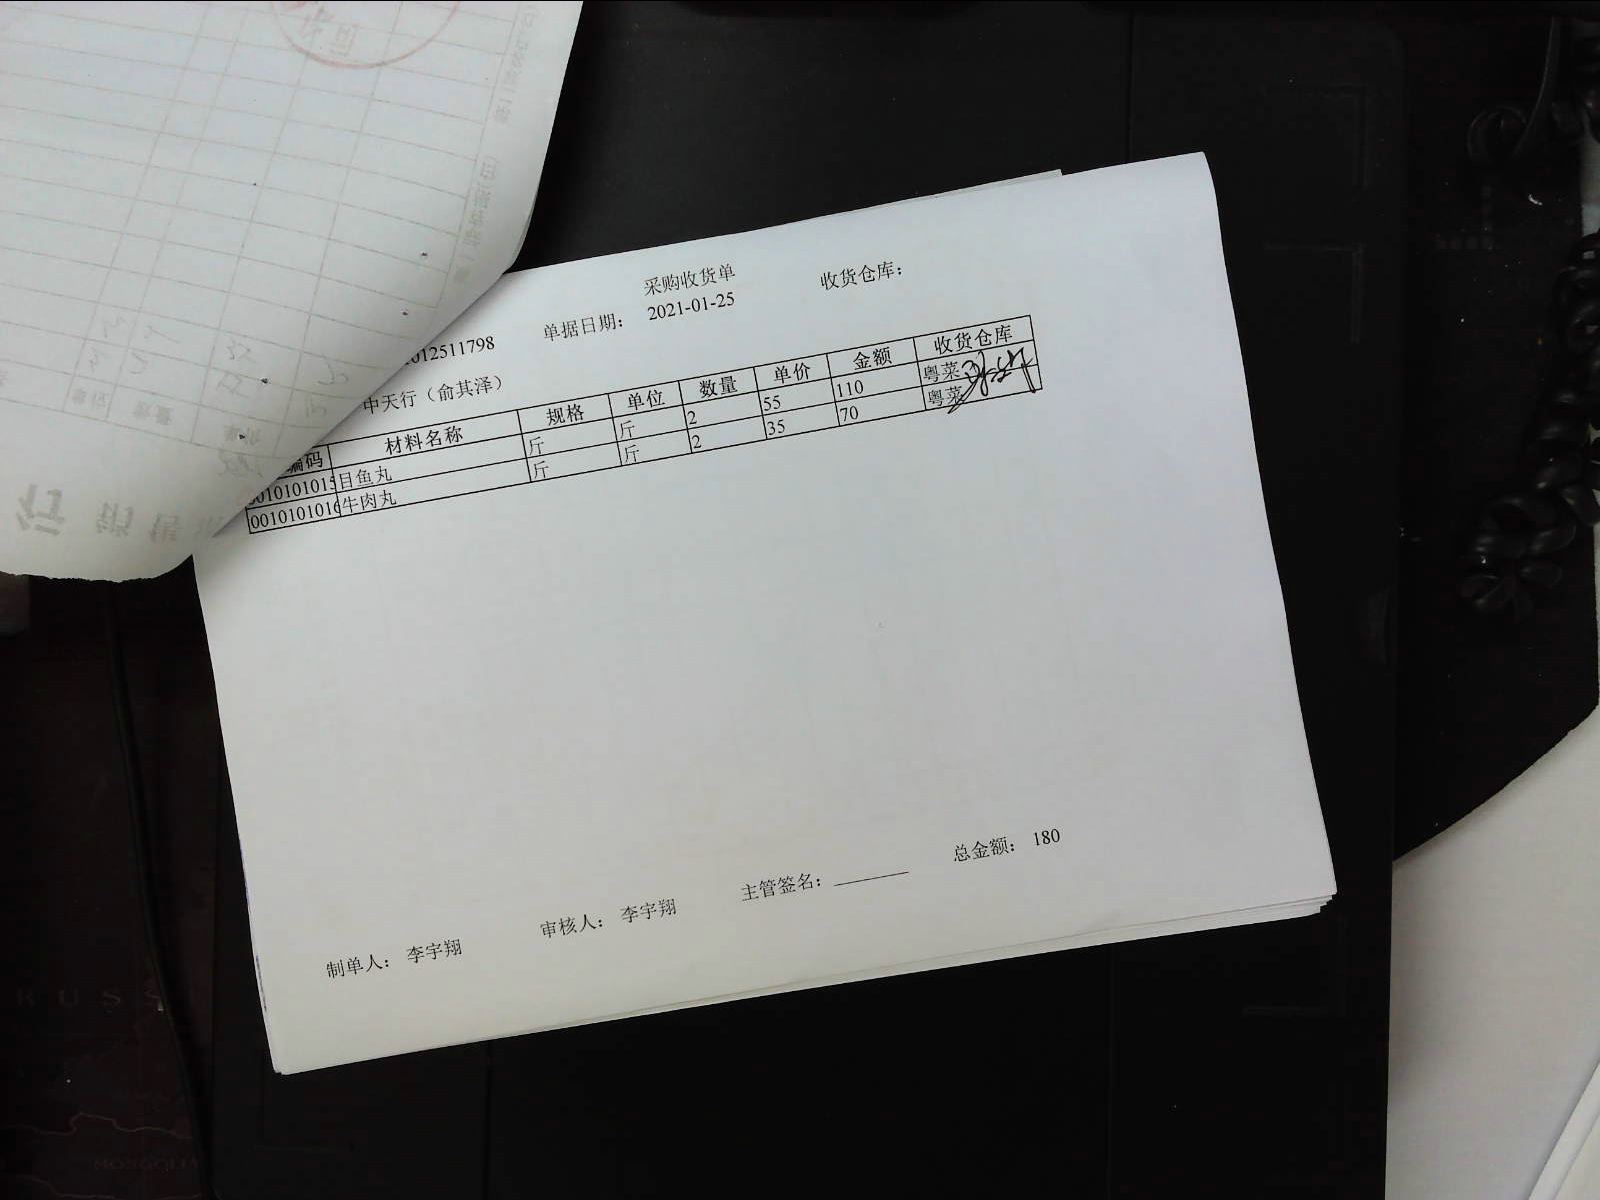 采购收货单
收货仓库：
012511798 单据日期： 2021-01-25
中天行（俞其泽）
编码 材料名称 规格 单位 数量 单价 金额 收货仓库
010101015 目鱼丸 斤 斤 2 55 110 粤菜
001010101 牛肉丸 斤 斤 2 35 70 粤菜
总金额： 180
制单人： 李宇翔 审核人： 李宇翔 主管签名：